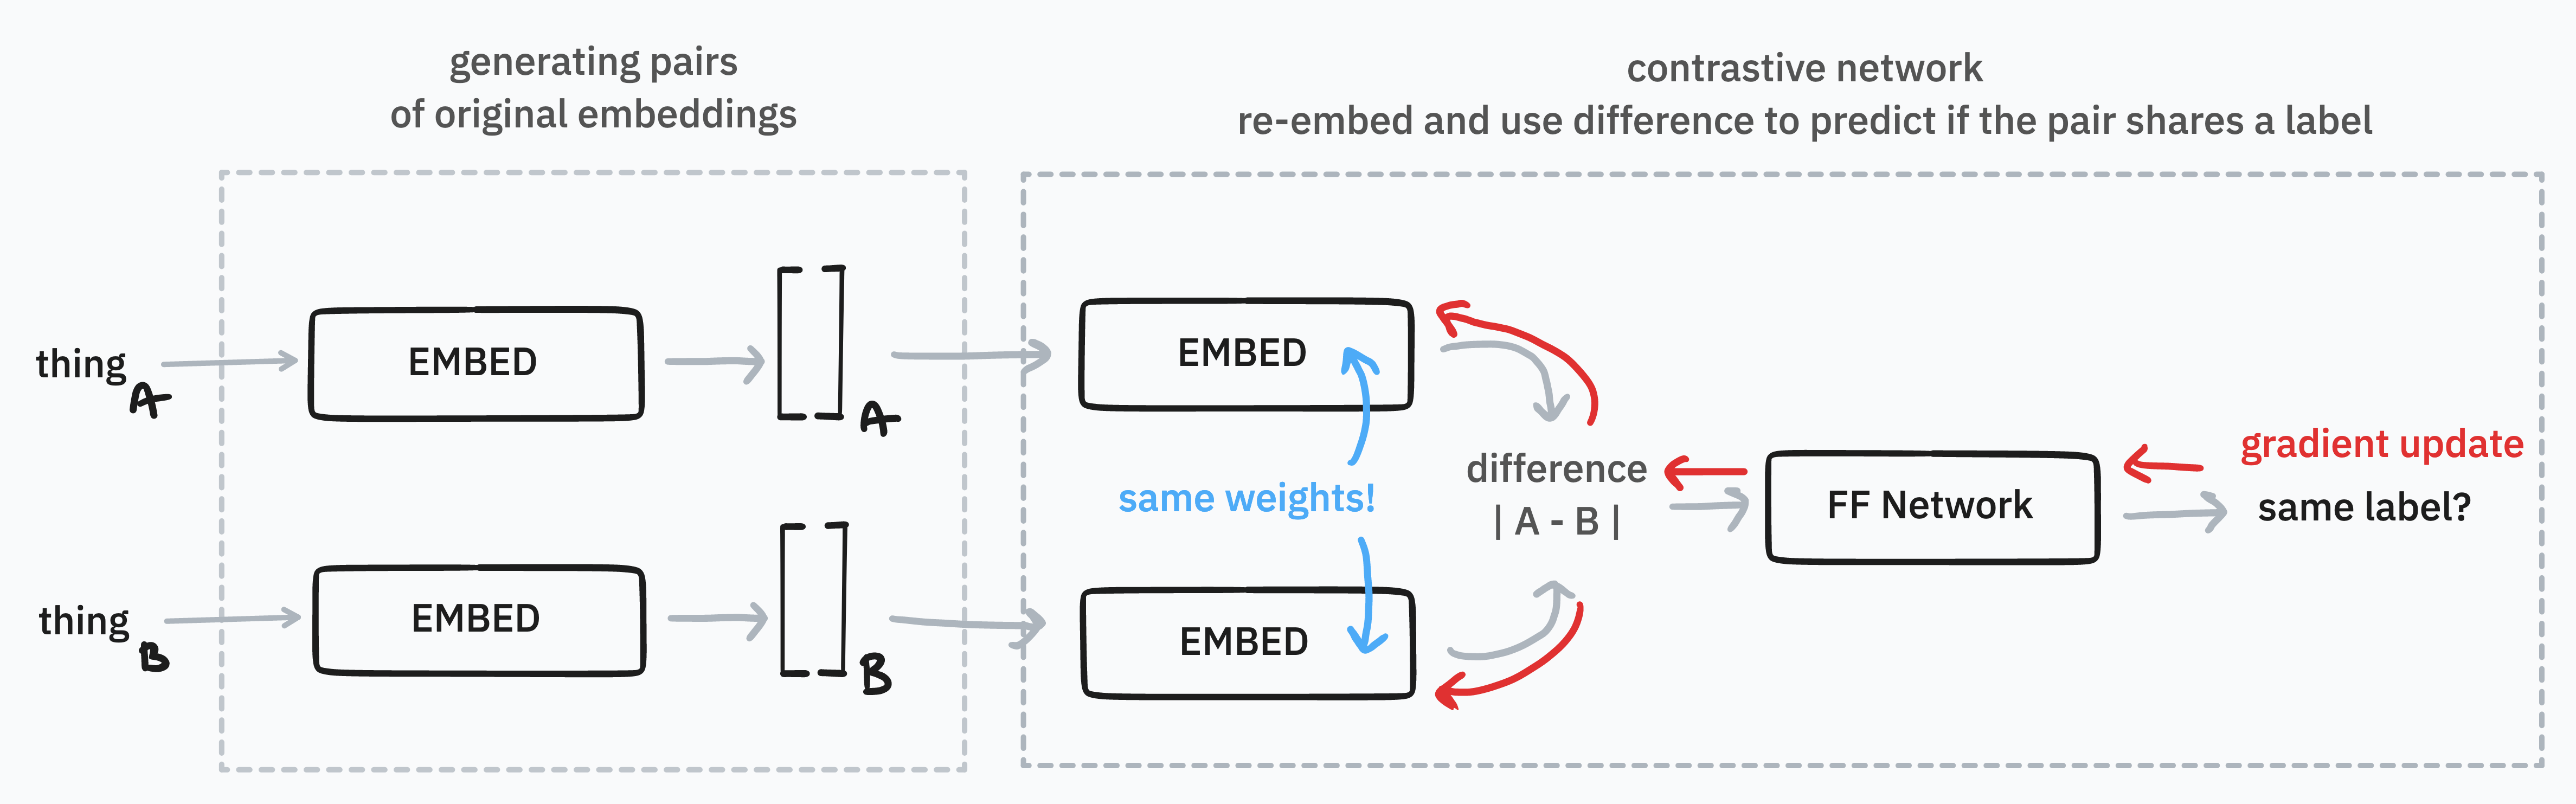 generating pairs
of original embeddings
contrastive network
re-embed and use difference to predict if the pair shares a label
thing A
EMBED
A
EMBED
same weights!
difference
| A - B |
FF Network
gradient update
same label?
thing B
EMBED
B
EMBED